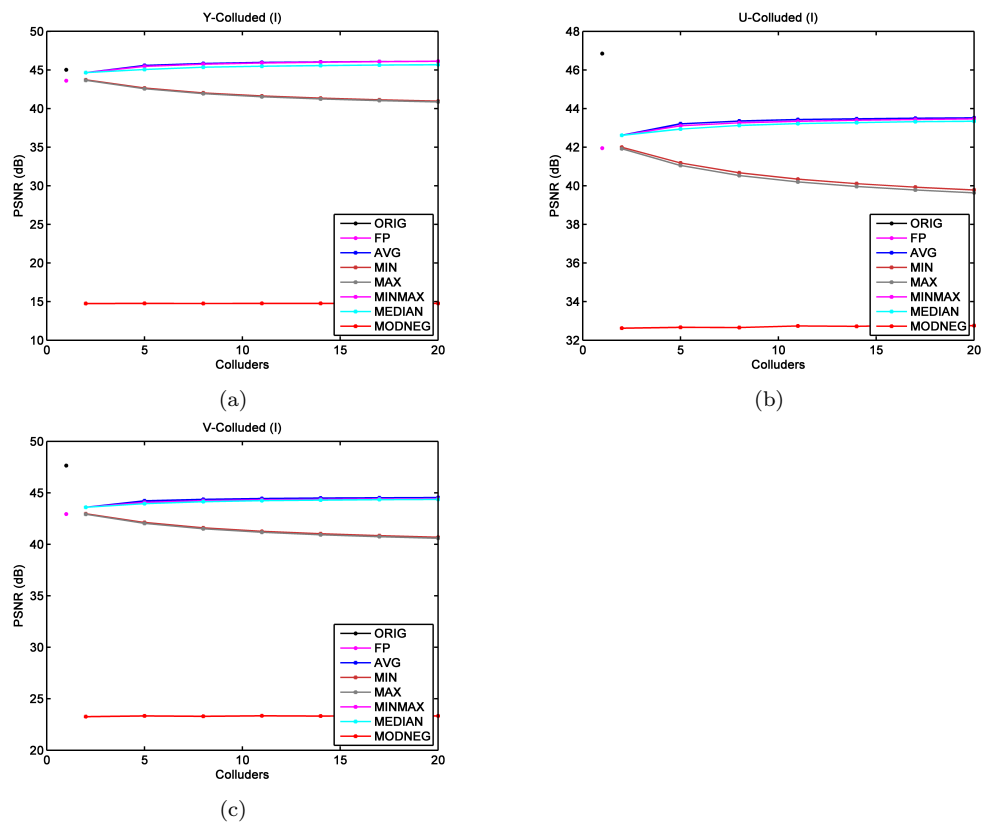 Y-Colluded (I)
PSNR (dB)
50
45
40
35
30
25
20
15
10
0
5
10
15
20
Colluders
ORIG
FP
AVG
MIN
MAX
MINMAX
MEDIAN
MODNEG
(a)
U-Colluded (I)
PSNR (dB)
48
46
44
42
40
38
36
34
32
0
5
10
15
20
Colluders
ORIG
FP
AVG
MIN
MAX
MINMAX
MEDIAN
MODNEG
(b)
V-Colluded (I)
PSNR (dB)
50
45
40
35
30
25
20
0
5
10
15
20
Colluders
ORIG
FP
AVG
MIN
MAX
MINMAX
MEDIAN
MODNEG
(c)